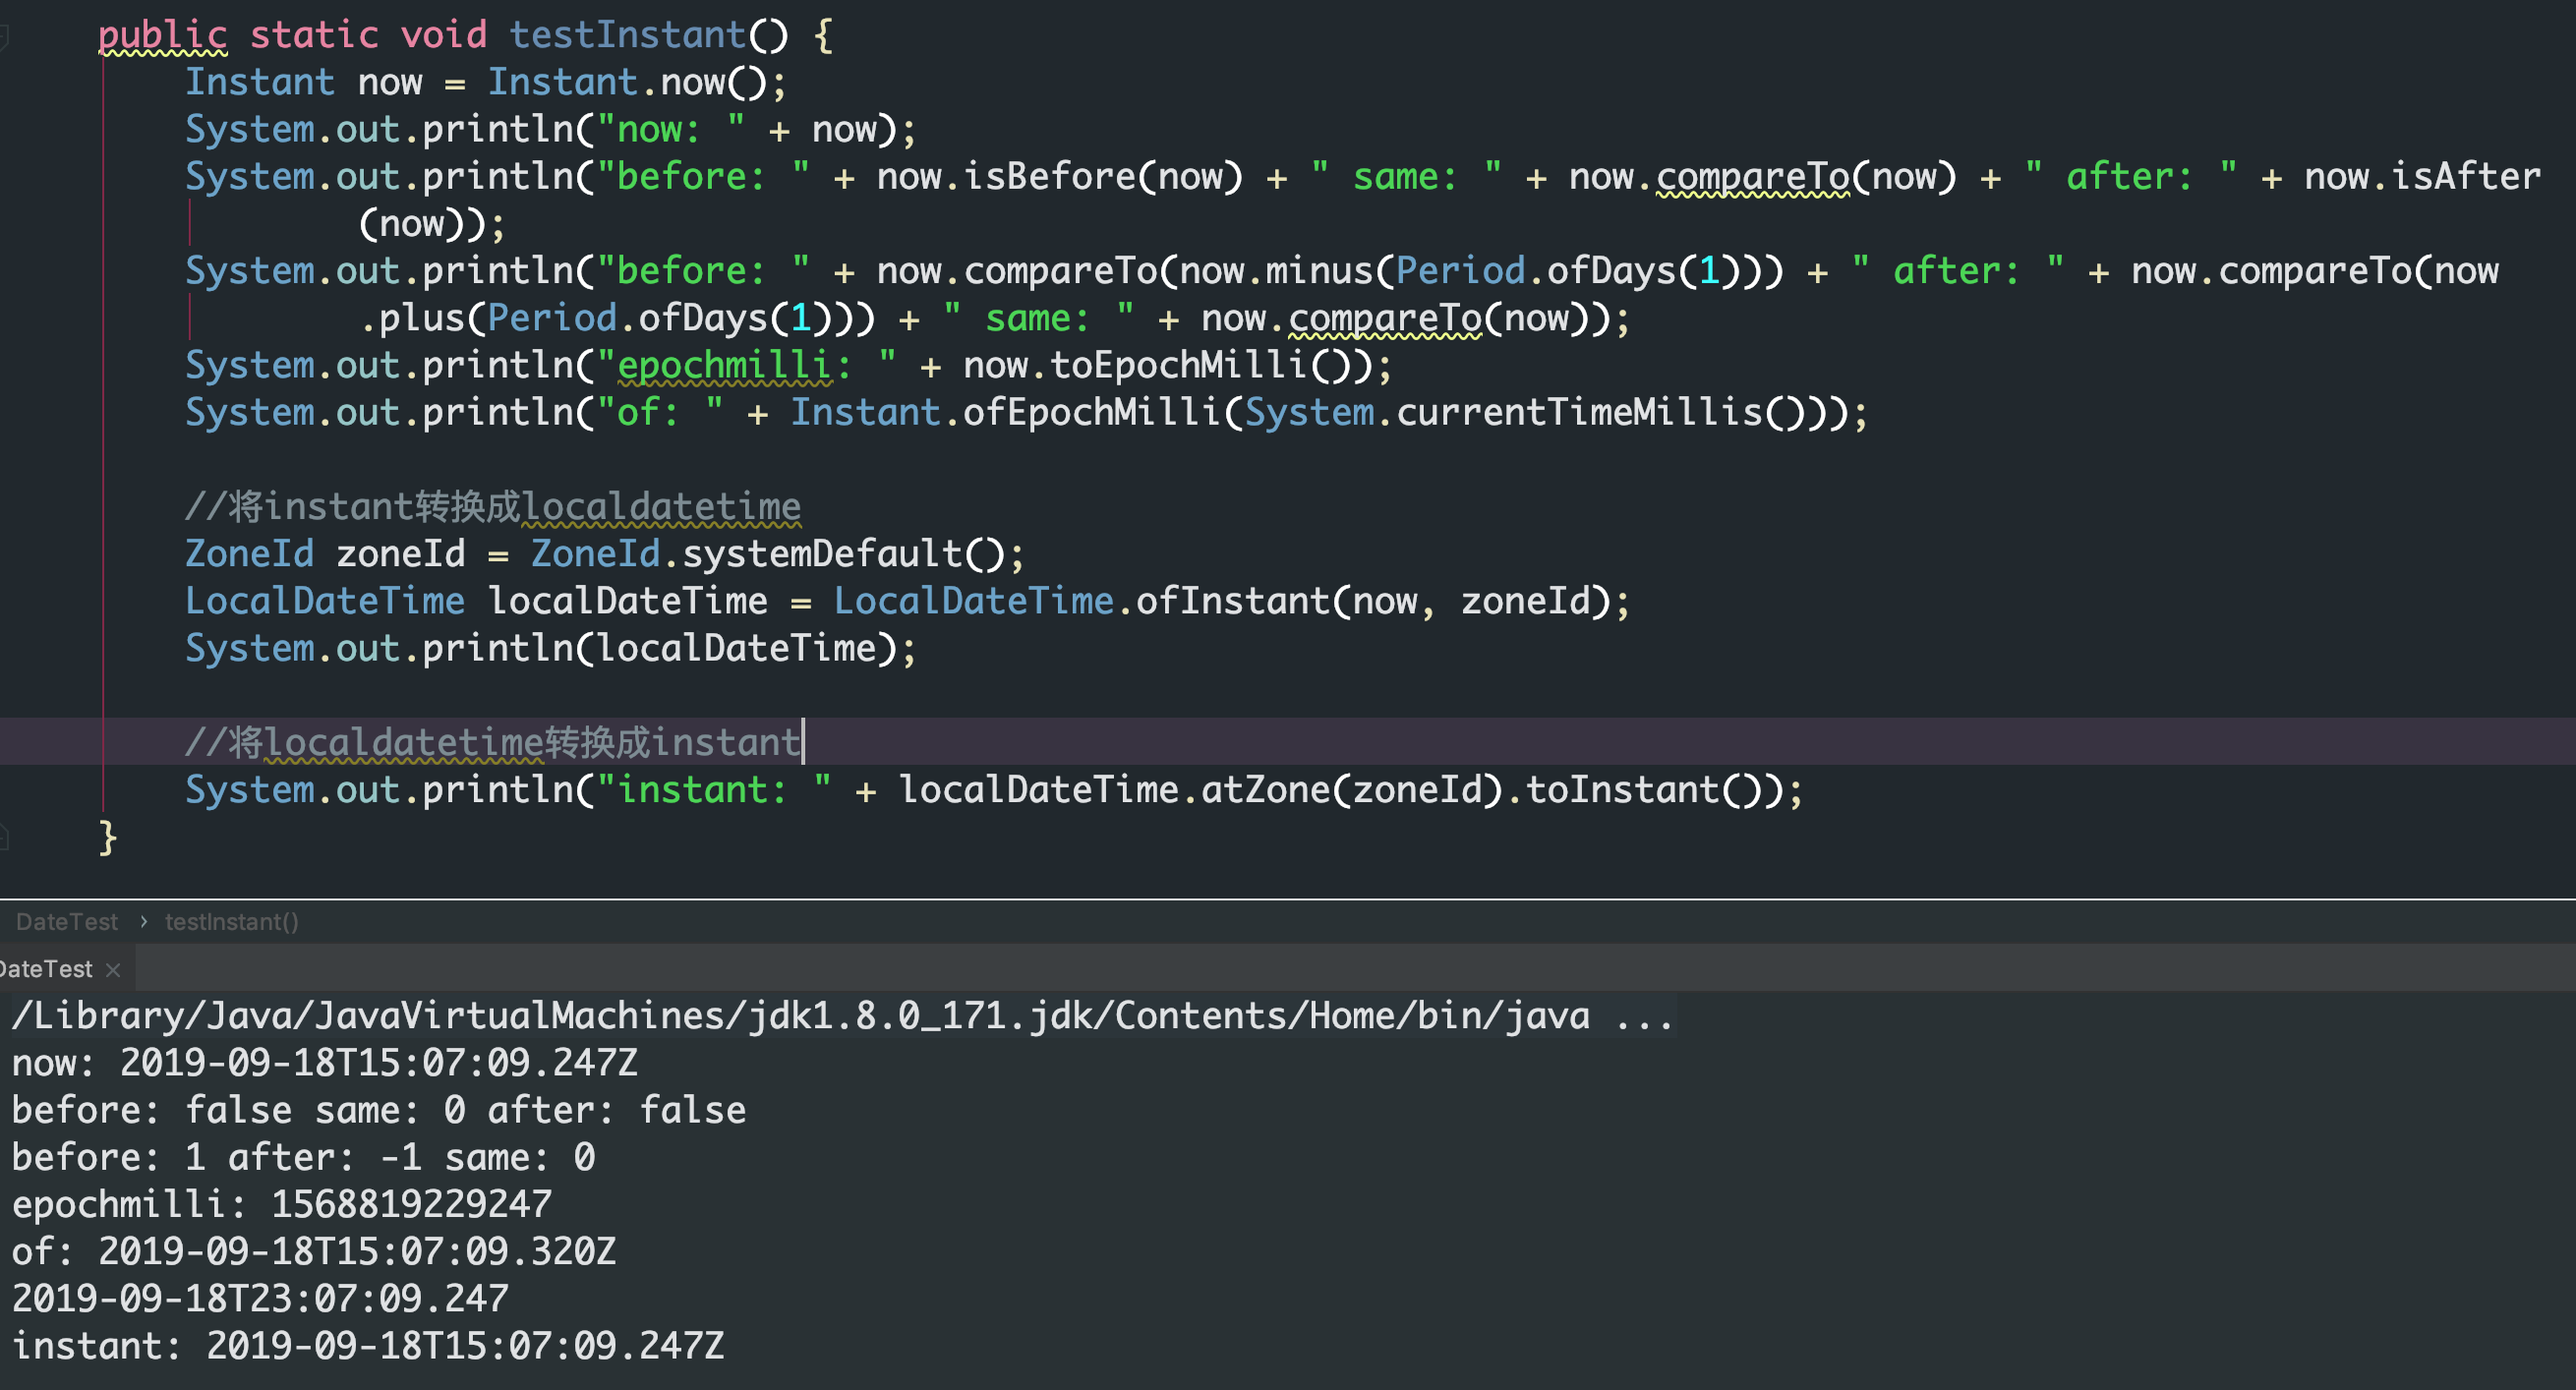 public static void testInstant() {
Instant now = Instant.now();
System.out.println("now: " + now);
System.out.println("before: " + now.isBefore(now) + " same: " + now.compareTo(now) + " after: " + now.isAfter
(now));
System.out.println("before: " + now.compareTo(now.minus(Period.ofDays(1))) + " after: " + now.compareTo(now
.plus(Period.ofDays(1))) + " same: " + now.compareTo(now));
System.out.println("epochmilli: " + now.toEpochMilli());
System.out.println("of: " + Instant.ofEpochMilli(System.currentTimeMillis()));
//将instant转换成localdatetime
ZoneId zoneId = ZoneId.systemDefault();
LocalDateTime localDateTime = LocalDateTime.ofInstant(now, zoneId);
System.out.println(localDateTime);
//将localdatetime转换成instant
System.out.println("instant: " + localDateTime.atZone(zoneId).toInstant());
}
DateTest › testInstant()
DateTest ×
/Library/Java/JavaVirtualMachines/jdk1.8.0_171.jdk/Contents/Home/bin/java ...
now: 2019-09-18T15:07:09.247Z
before: false same: 0 after: false
before: 1 after: -1 same: 0
epochmilli: 1568819229247
of: 2019-09-18T15:07:09.320Z
2019-09-18T23:07:09.247
instant: 2019-09-18T15:07:09.247Z